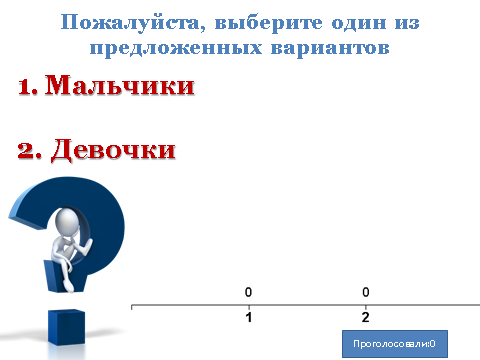 Пожалуйста, выберите один из
предложенных вариантов
1. Мальчики
2. Девочки
0 0
1 2
Проголосовали:0